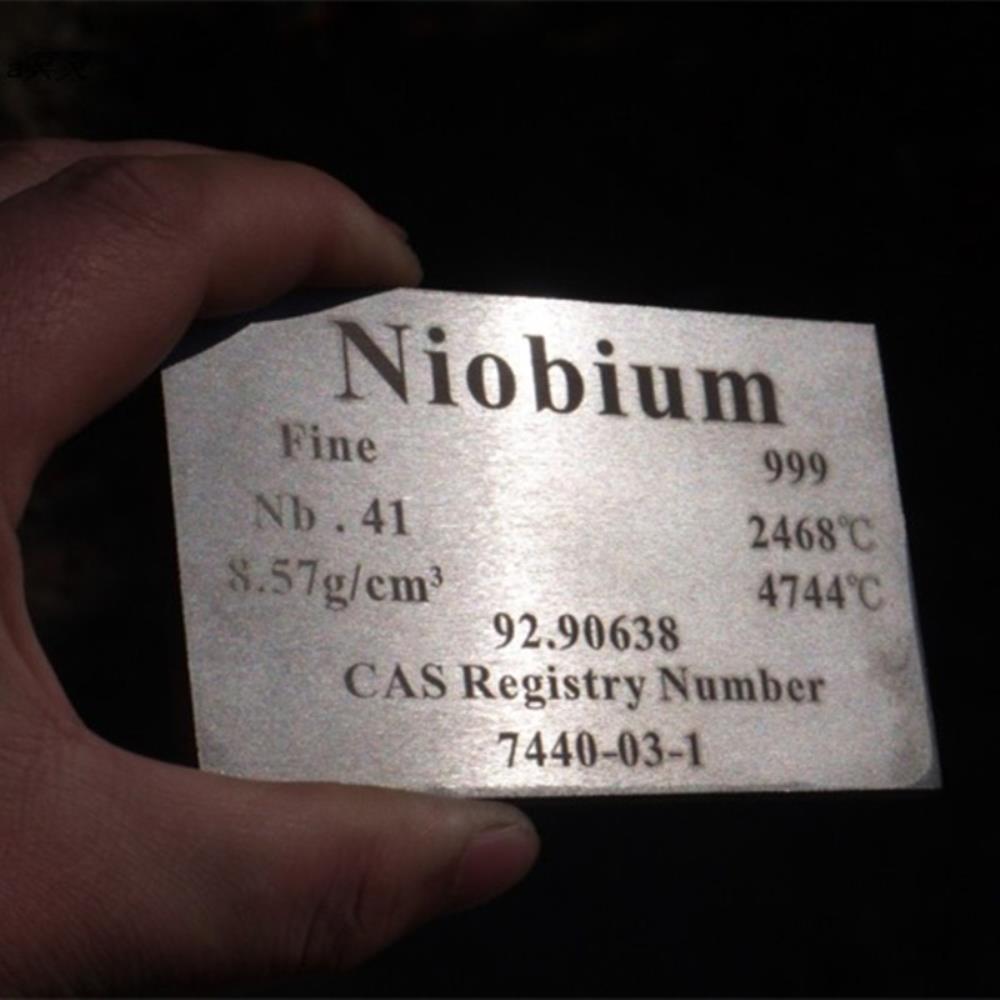 Niobium
Fine 999
Nb . 41 2468℃
8.57g/cm³ 4744℃
92.90638
CAS Registry Number
7440-03-1